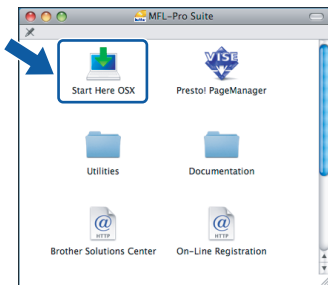 MFL-Pro Suite
VISE
Start Here OSX
Presto! PageManager
Utilities
Documentation
@
HTTP
@
HTTP
Brother Solutions Center
On-Line Registration